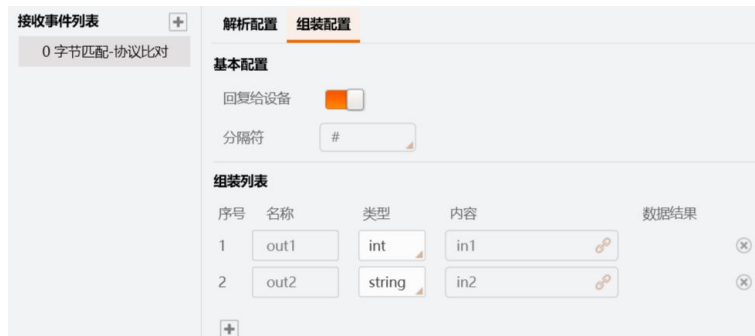 接收事件列表
0 字节匹配-协议比对
解析配置 组装配置
基本配置
回复给设备
分隔符 #
组装列表
序号 名称 类型 内容 数据结果
1 out1 int in1
2 out2 string in2